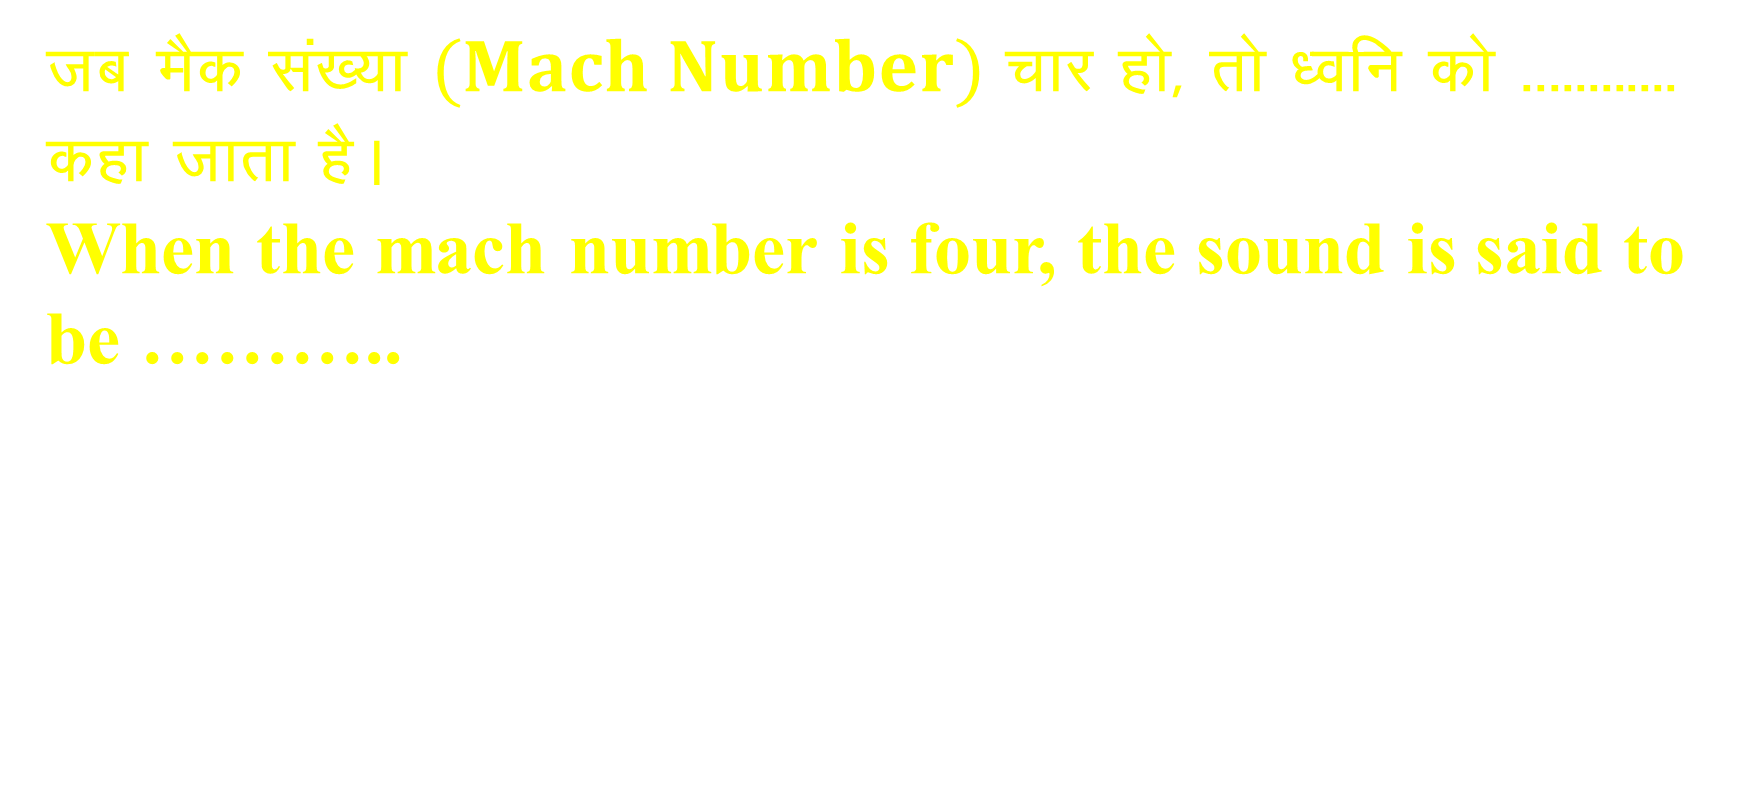 जब मैक संख्या (Mach Number) चार हो, तो ध्वनि को ............
कहा जाता है।
When the mach number is four, the sound is said to
be ………..